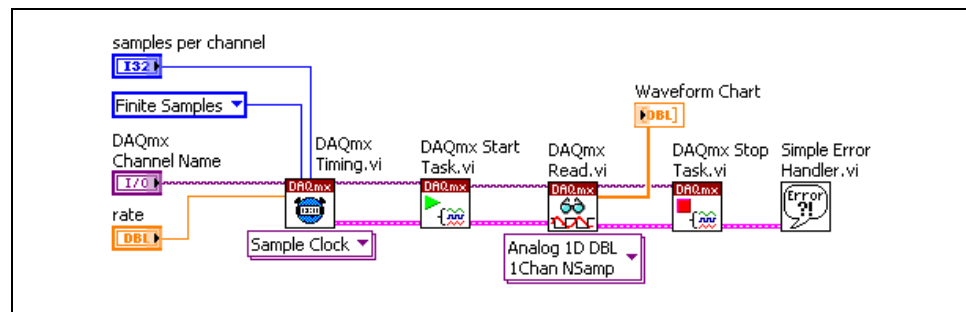 samples per channel
I32
Finite Samples
DAQmx
Channel Name
I/O
rate
DBL
DAQmx
Timing.vi
DAQmx
Sample Clock
DAQmx Start
Task.vi
DAQmx
DAQmx
Read.vi
DAQmx
Analog 1D DBL
1Chan NSamp
Waveform Chart
DBL]
DAQmx Stop
Task.vi
DAQmx
Simple Error
Handler.vi
Error
?!